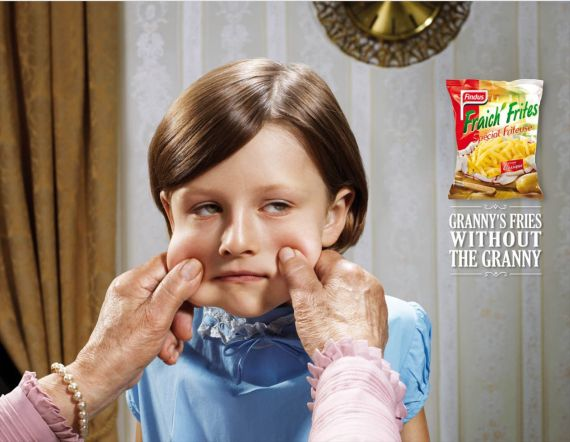 Findus
Fraich' Frites
Spécial Friteuse
GRANNY'S FRIES
WITHOUT
THE GRANNY